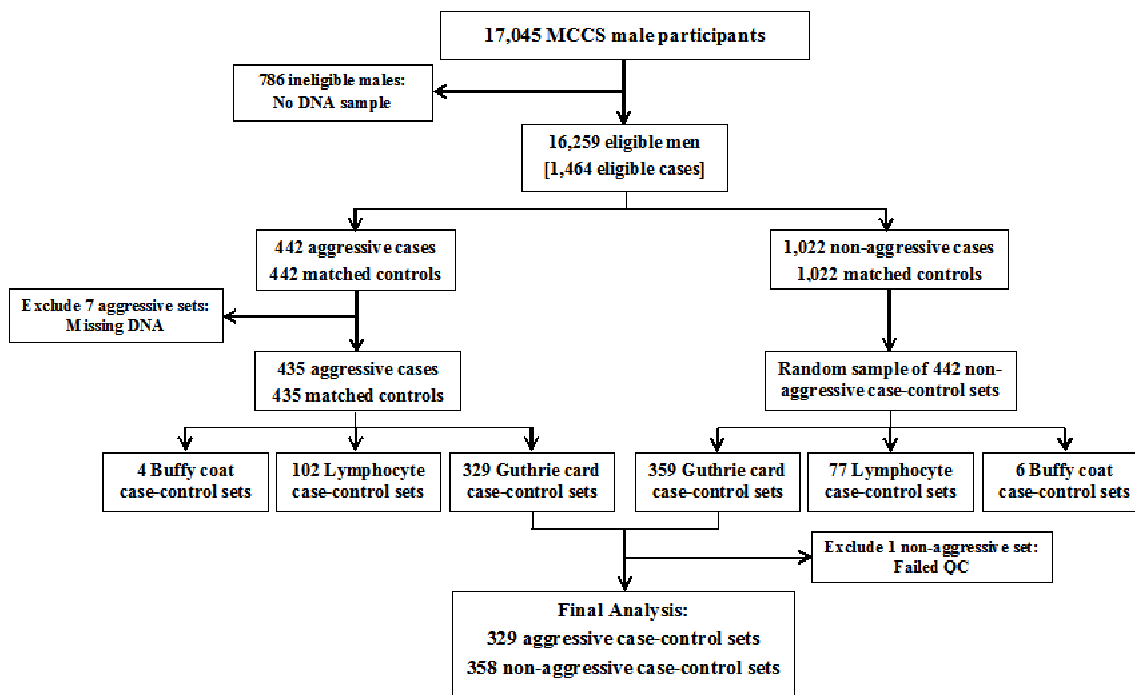 17,045 MCCS male participants
786 ineligible males:
No DNA sample
16,259 eligible men
[1,464 eligible cases]
442 aggressive cases
442 matched controls
1,022 non-aggressive cases
1,022 matched controls
Exclude 7 aggressive sets:
Missing DNA
435 aggressive cases
435 matched controls
Random sample of 442 non-
aggressive case-control sets
4 Buffy coat
case-control sets
102 Lymphocyte
case-control sets
329 Guthrie card
case-control sets
359 Guthrie card
case-control sets
77 Lymphocyte
case-control sets
6 Buffy coat
case-control sets
Exclude 1 non-aggressive set:
Failed QC
Final Analysis:
329 aggressive case-control sets
358 non-aggressive case-control sets